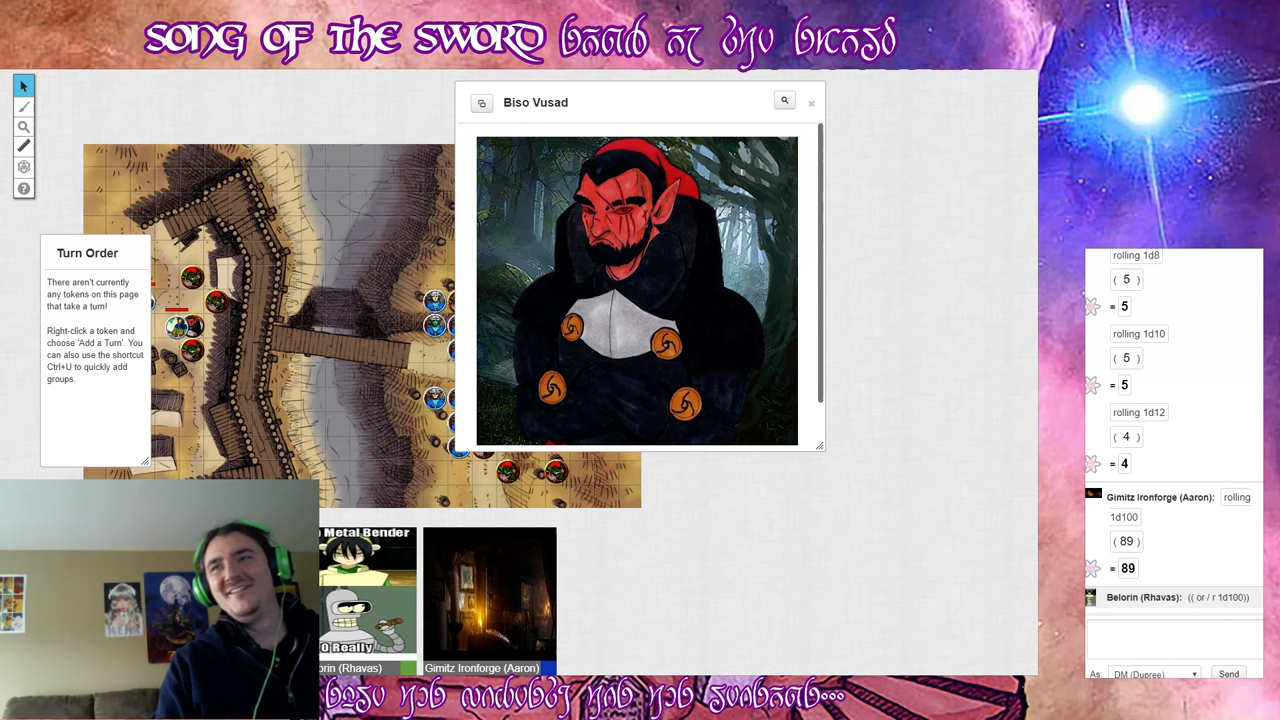 SONG OF THE SWORD
Biso Vusad
Turn Order
There aren't currently
any tokens on this page
that take a turn!
Right-click a token and
choose 'Add a Turn'. You
can also use the shortcut
Ctrl+U to quickly add
groups.
rolling 1d8
( 5 )
= 5
rolling 1d10
( 5 )
= 5
rolling 1d12
( 4 )
= 4
Gimitz Ironforge (Aaron): rolling
1d100
( 89 )
= 89
Belorin (Rhavas): (( or / r 1d100))
As: DM (Dupree) Send
Metal Bender
O Really
orin (Rhavas)
Gimitz Ironforge (Aaron)